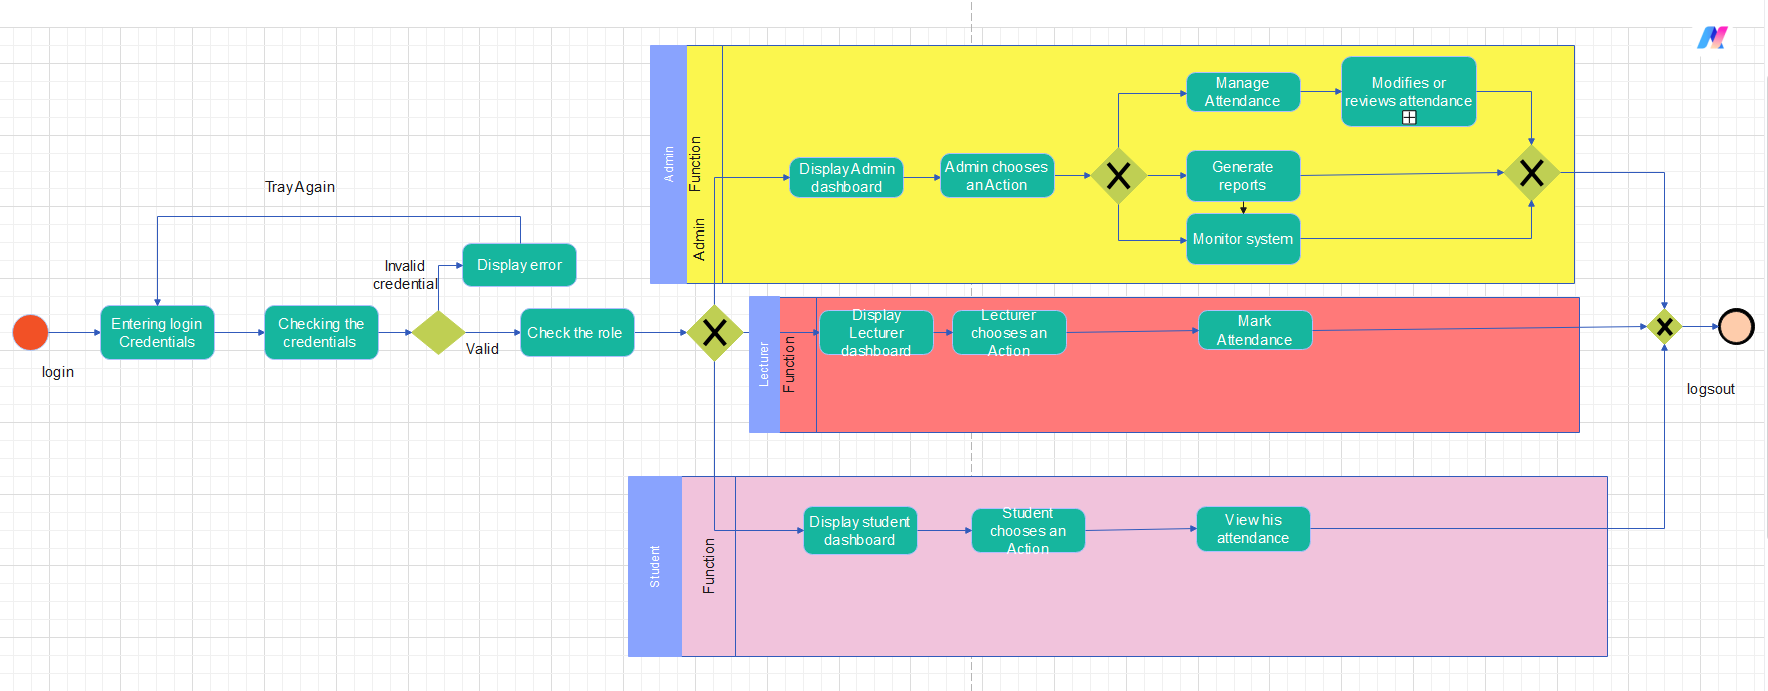 Tray Again
login
Entering login
Credentials
Checking the
credentials
Invalid
credential
Display error
Valid
Check the role
Admin
Admin Function
Display Admin
dashboard
Admin chooses
an Action
Manage
Attendance
Modifies or
reviews attendance
Generate
reports
Monitor system
Lecturer
Function
Display
Lecturer
dashboard
Lecturer
chooses an
Action
Mark
Attendance
logsout
Student
Function
Display student
dashboard
Student
chooses an
Action
View his
attendance